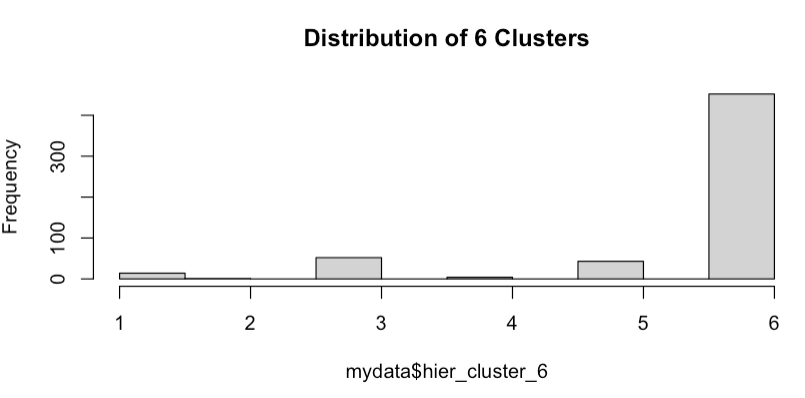 Distribution of 6 Clusters
Frequency
300
100
0
1 2 3 4 5 6
mydata$hier_cluster_6